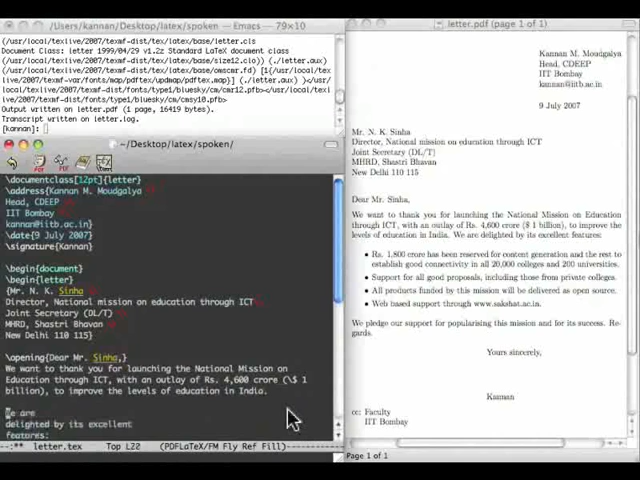 /Users/kannan/Desktop/latex/spoken — Emacs — 79×10
(/usr/local/texlive/2007/texmf-dist/tex/latex/base/letter.cls
Document Class: letter 1999/04/29 v1.2z Standard LaTeX document class
(/usr/local/texlive/2007/texmf-dist/tex/latex/base/size12.clo)) (./letter.aux)
(/usr/local/texlive/2007/texmf-dist/tex/latex/base/omscmr.fd) [1{/usr/local/tex
live/2007/texmf-var/fonts/map/pdftex/updmap/pdftex.map}] (./letter.aux) )</usr/l
ocal/texlive/2007/texmf-dist/fonts/type1/bluesky/cm/cmr12.pfb></usr/local/texli
ve/2007/texmf-dist/fonts/type1/bluesky/cm/cmsy10.pfb>
Output written on letter.pdf (1 page, 16419 bytes).
Transcript written on letter.log.
[kannan]:
~/Desktop/latex/spoken/
\documentclass[12pt]{letter}
\address{Kannan M. Moudgalya \\
Head, CDEEP \\
IIT Bombay \\
kannan@iitb.ac.in}
\date{9 July 2007}
\signature{Kannan}
\begin{document}
\begin{letter}
{Mr. N. K. Sinha \\
Director, National mission on education through ICT\\
Joint Secretary (DL/T) \\
MHRD, Shastri Bhavan \\
New Delhi 110 115}
\opening{Dear Mr. Sinha,}
We want to thank you for launching the National Mission on
Education through ICT, with an outlay of Rs. 4,600 crore (\$ 1
billion), to improve the levels of education in India.
We are
delighted by its excellent
features:
--:** letter.tex Top L22 (PDFLaTeX/FM Fly Ref Fill)
letter.pdf (page 1 of 1)
Kannan M. Moudgalya
Head, CDEEP
IIT Bombay
kannan@iitb.ac.in
9 July 2007
Mr. N. K. Sinha
Director, National mission on education through ICT
Joint Secretary (DL/T)
MHRD, Shastri Bhavan
New Delhi 110 115
Dear Mr. Sinha,
We want to thank you for launching the National Mission on Education
through ICT, with an outlay of Rs. 4,600 crore ($ 1 billion), to improve the
levels of education in India. We are delighted by its excellent features:
• Rs. 1,800 crore has been reserved for content generation and the rest to
establish good connectivity in all 20,000 colleges and 200 universities.
• Support for all good proposals, including those from private colleges.
• All products funded by this mission will be delivered as open source.
• Web based support through www.sakshat.ac.in.
We pledge our support for popularising this mission and for its success. Re-
gards.
Yours sincerely,
Kannan
cc: Faculty
IIT Bombay
Page 1 of 1